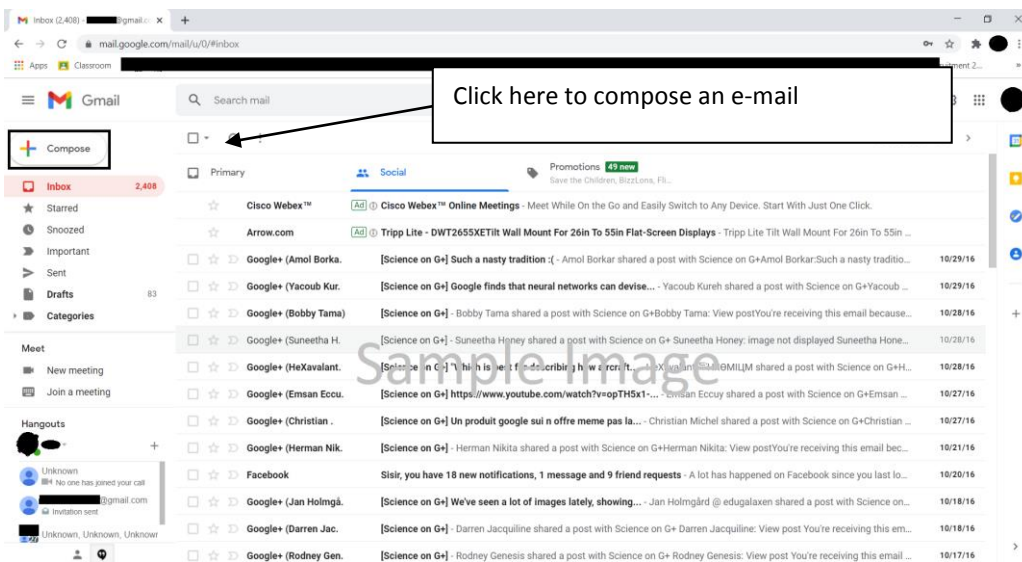 Inbox (2,408) - @gmail.c
mail.google.com/mail/u/0/#inbox
Apps
Classroom
Click here to compose an e-mail
Gmail
Search mail
Compose
Primary
Social
Promotions 49 new
Save the Children, BizzLona, Fli...
Inbox 2,408
Starred
Snoozed
Important
Sent
Drafts 83
Categories
Meet
New meeting
Join a meeting
Hangouts
Unknown
No one has joined your call
@gmail.com
Invitation sent
Unknown, Unknown, Unknowr
Cisco Webex™ Ad Cisco Webex™ Online Meetings - Meet While On the Go and Easily Switch to Any Device. Start With Just One Click.
Arrow.com Ad Tripp Lite - DWT2655XETilt Wall Mount For 26in To 55in Flat-Screen Displays - Tripp Lite Tilt Wall Mount For 26in To 55in ...
Google+ (Amol Borka. [Science on G+] Such a nasty tradition :( - Amol Borkar shared a post with Science on G+Amol Borkar:Such a nasty traditio... 10/29/16
Google+ (Yacoub Kur. [Science on G+] Google finds that neural networks can devise... - Yacoub Kureh shared a post with Science on G+Yacoub ... 10/29/16
Google+ (Bobby Tama) [Science on G+] - Bobby Tama shared a post with Science on G+Bobby Tama: View postYou're receiving this email because... 10/28/16
Google+ (Suneetha H. [Science on G+] - Suneetha Honey shared a post with Science on G+ Suneetha Honey: image not displayed Suneetha Hone... 10/28/16
Sample Image
Google+ (HeXavalant. [Science on G+] "Which is best for describing how aircraft... shared a post with Science on G+H... 10/28/16
Google+ (Emsan Eccu. [Science on G+] https://www.youtube.com/watch?v=opTH5x1-... - Emsan Eccuy shared a post with Science on G+Emsan ... 10/27/16
Google+ (Christian . [Science on G+] Un produit google sui n offre meme pas la... - Christian Michel shared a post with Science on G+Christian ... 10/27/16
Google+ (Herman Nik. [Science on G+] - Herman Nikita shared a post with Science on G+Herman Nikita: View postYou're receiving this email bec... 10/21/16
Facebook Sisir, you have 18 new notifications, 1 message and 9 friend requests - A lot has happened on Facebook since you last lo... 10/20/16
Google+ (Jan Holmgå. [Science on G+] We've seen a lot of images lately, showing... - Jan Holmgård @ edugalaxen shared a post with Science on... 10/18/16
Google+ (Darren Jac. [Science on G+] - Darren Jacquiline shared a post with Science on G+ Darren Jacquiline: View post You're receiving this em... 10/18/16
Google+ (Rodney Gen. [Science on G+] - Rodney Genesis shared a post with Science on G+ Rodney Genesis: View post You're receiving this email ... 10/17/16